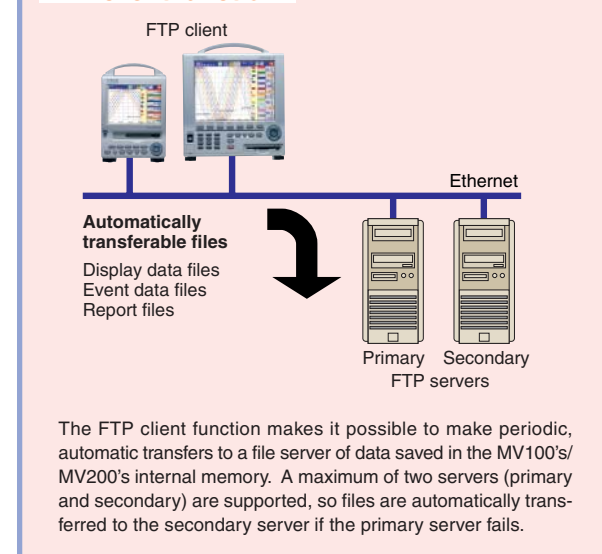 FTP client
Ethernet
Automatically
transferable files
Display data files
Event data files
Report files
Primary Secondary
FTP servers
The FTP client function makes it possible to make periodic,
automatic transfers to a file server of data saved in the MV100's/
MV200's internal memory. A maximum of two servers (primary
and secondary) are supported, so files are automatically trans-
ferred to the secondary server if the primary server fails.